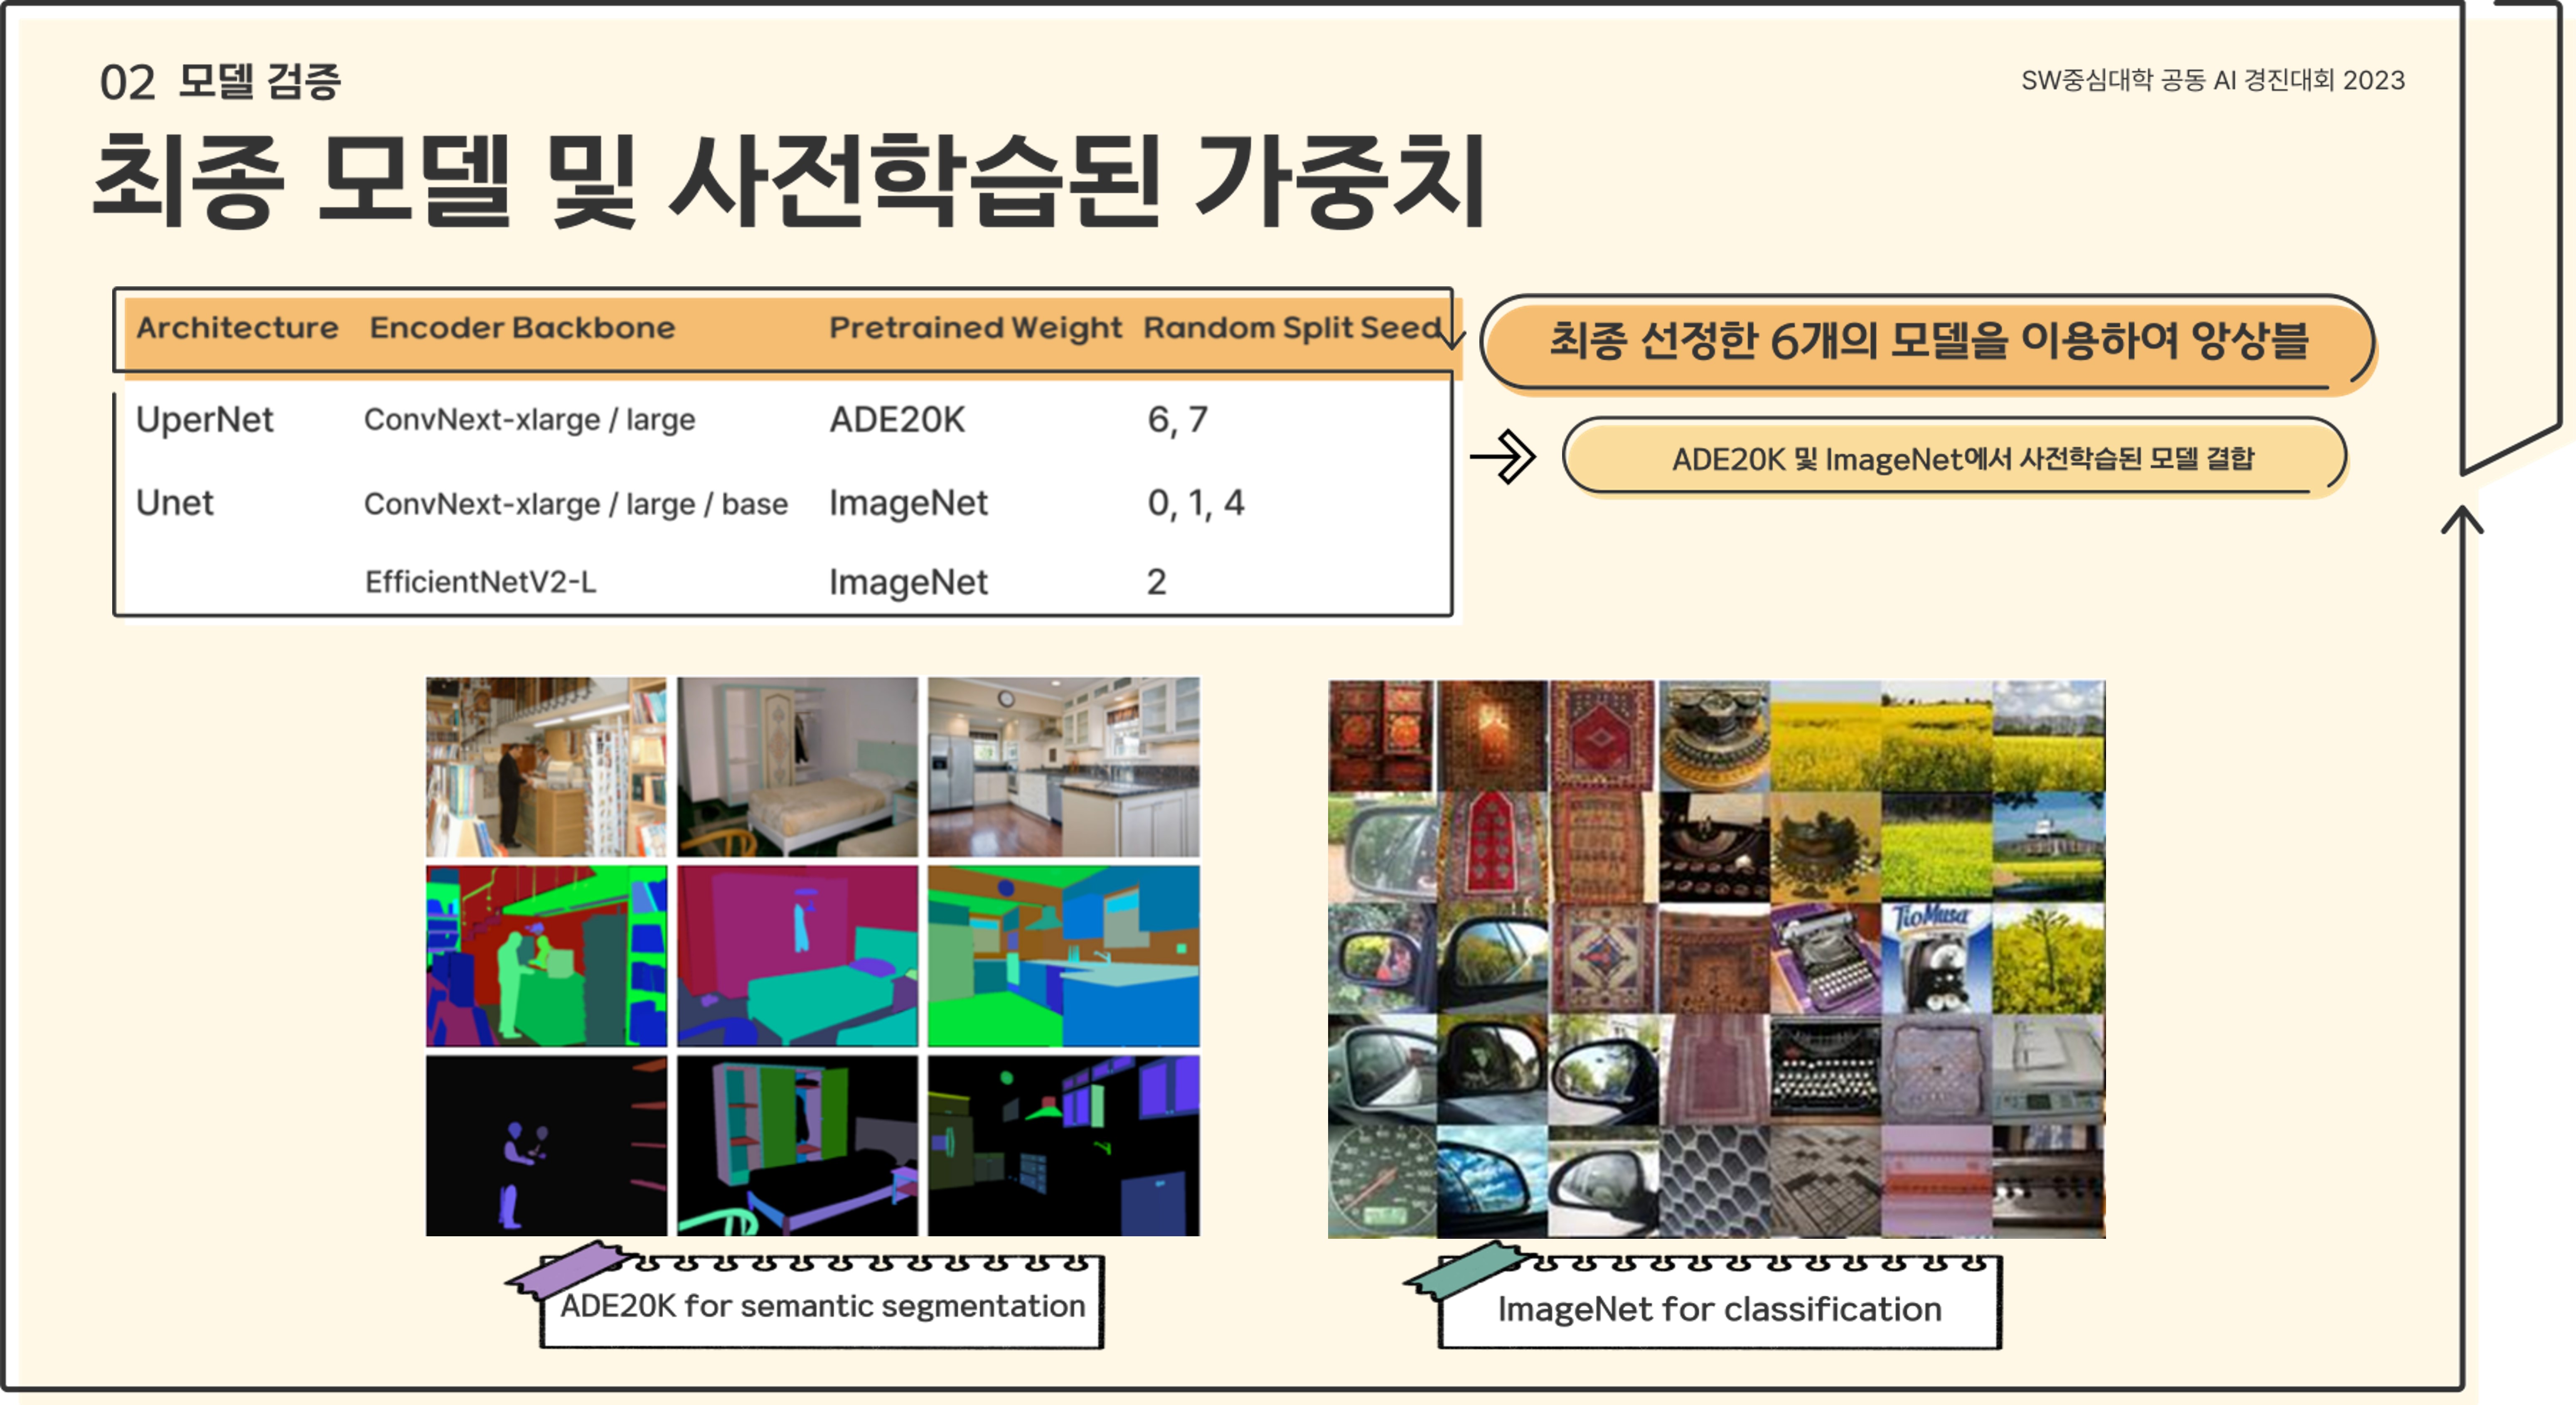 02 모델 검증
SW중심대학 공동 AI 경진대회 2023
최종 모델 및 사전학습된 가중치
Architecture Encoder Backbone Pretrained Weight Random Split Seed
UperNet ConvNext-xlarge / large ADE20K 6, 7
Unet ConvNext-xlarge / large / base ImageNet 0, 1, 4
EfficientNetV2-L ImageNet 2
최종 선정한 6개의 모델을 이용하여 앙상블
ADE20K 및 ImageNet에서 사전학습된 모델 결합
TioMusa
ADE20K for semantic segmentation
ImageNet for classification